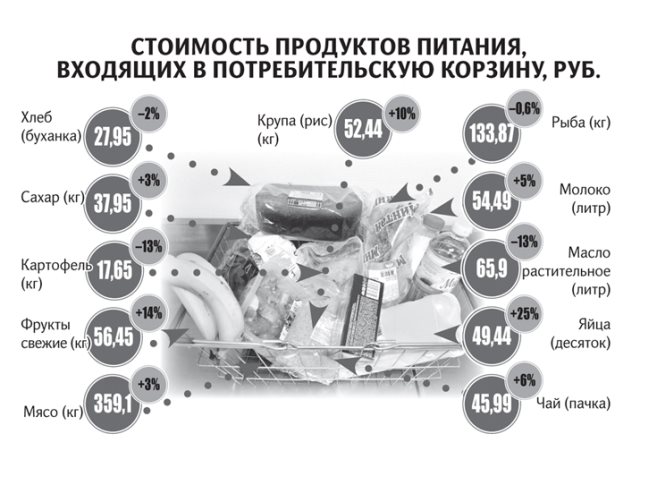 СТОИМОСТЬ ПРОДУКТОВ ПИТАНИЯ,
ВХОДЯЩИХ В ПОТРЕБИТЕЛЬСКУЮ КОРЗИНУ, РУБ.
Хлеб
(буханка)
27,95
–2%
Крупа (рис)
(кг)
52,44
+10%
133,87
–0,6%
Рыба (кг)
Сахар (кг)
37,95
+3%
54,49
+5%
Молоко
(литр)
Картофель
(кг)
17,65
–13%
65,9
–13%
Масло
растительное
(литр)
Фрукты
свежие (кг)
56,45
+14%
49,44
+25%
Яйца
(десяток)
Мясо (кг)
359,1
+3%
45,99
+6%
Чай (пачка)